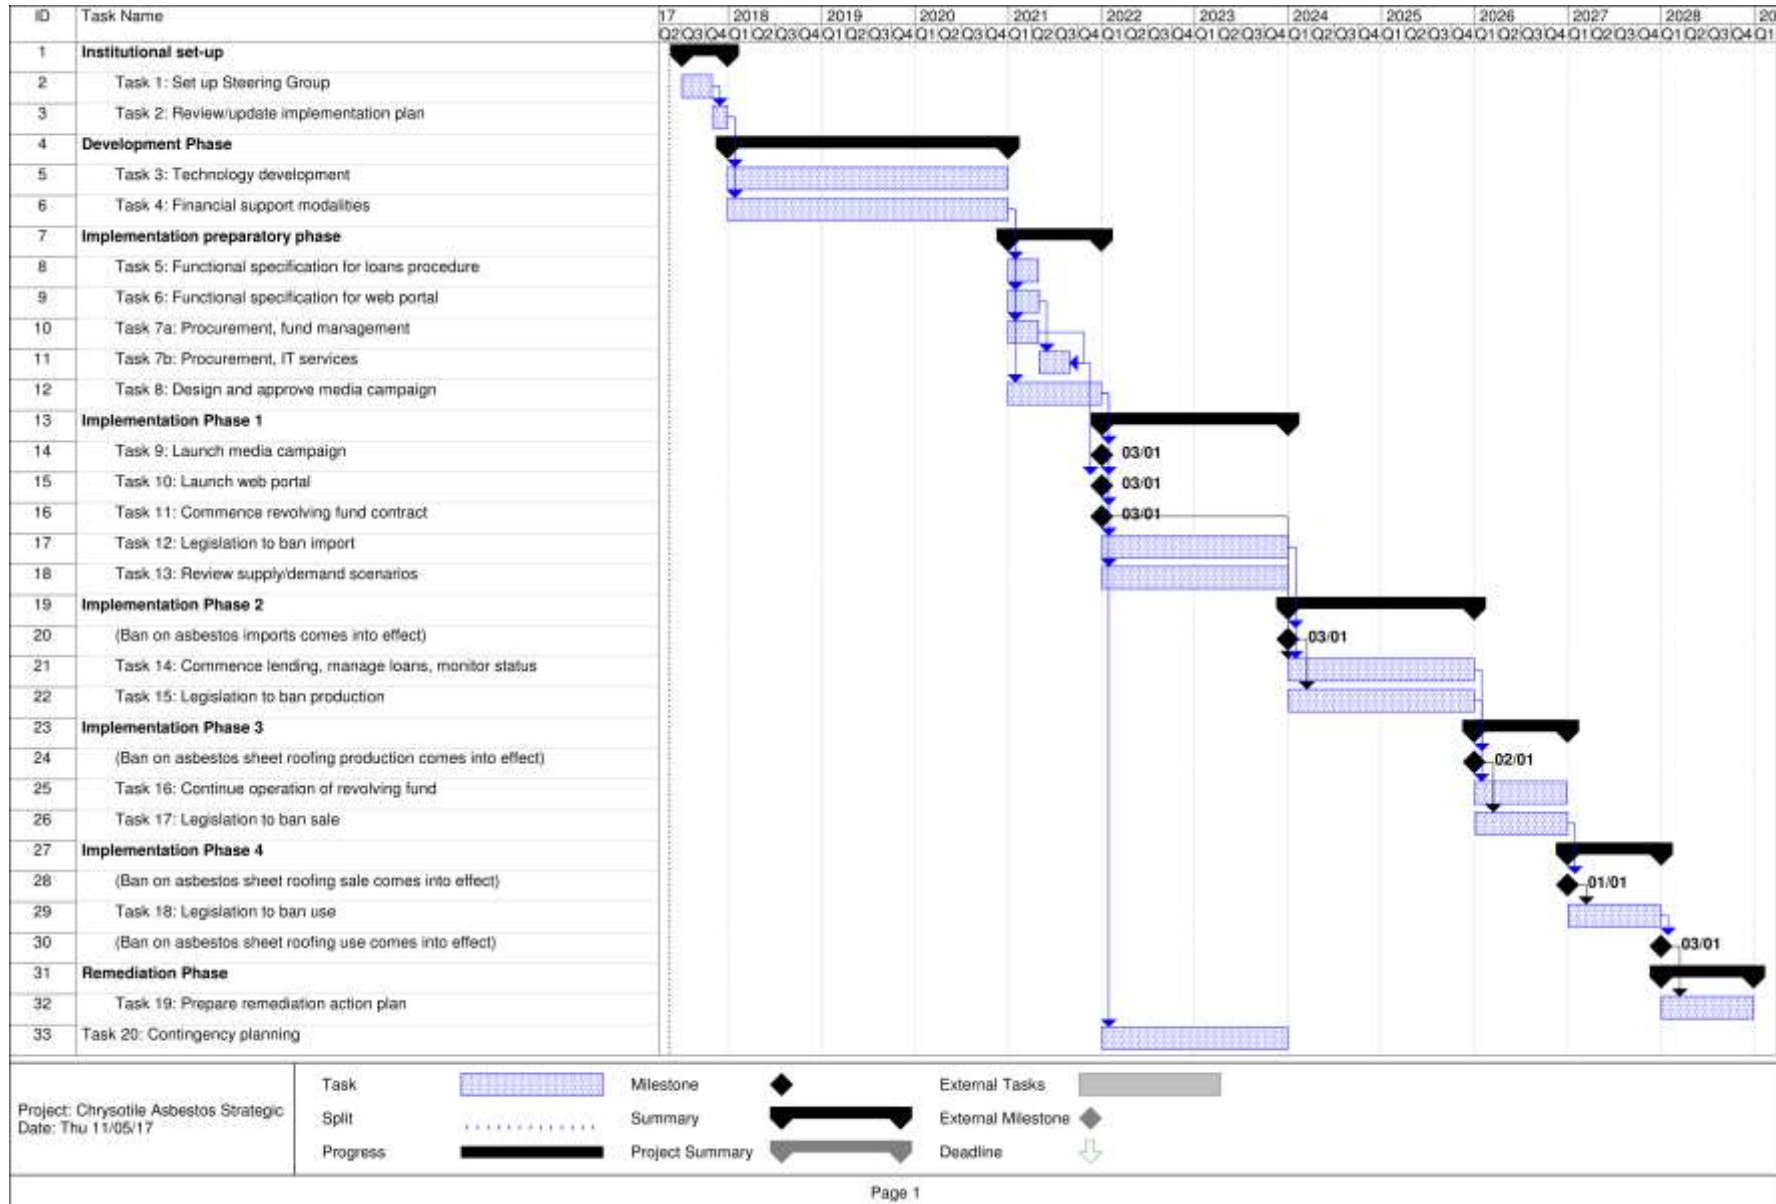 ID Task Name 17 2018 2019 2020 2021 2022 2023 2024 2025 2026 2027 2028 20
Q2 Q3 Q4 Q1 Q2 Q3 Q4 Q1 Q2 Q3 Q4 Q1 Q2 Q3 Q4 Q1 Q2 Q3 Q4 Q1 Q2 Q3 Q4 Q1 Q2 Q3 Q4 Q1 Q2 Q3 Q4 Q1 Q2 Q3 Q4 Q1 Q2 Q3 Q4 Q1 Q2 Q3 Q4 Q1 Q2 Q3 Q4 Q1
1 Institutional set-up
2 Task 1: Set up Steering Group
3 Task 2: Review/update implementation plan
4 Development Phase
5 Task 3: Technology development
6 Task 4: Financial support modalities
7 Implementation preparatory phase
8 Task 5: Functional specification for loans procedure
9 Task 6: Functional specification for web portal
10 Task 7a: Procurement, fund management
11 Task 7b: Procurement, IT services
12 Task 8: Design and approve media campaign
13 Implementation Phase 1
14 Task 9: Launch media campaign 03/01
15 Task 10: Launch web portal 03/01
16 Task 11: Commence revolving fund contract 03/01
17 Task 12: Legislation to ban import
18 Task 13: Review supply/demand scenarios
19 Implementation Phase 2
20 (Ban on asbestos imports comes into effect) 03/01
21 Task 14: Commence lending, manage loans, monitor status
22 Task 15: Legislation to ban production
23 Implementation Phase 3
24 (Ban on asbestos sheet roofing production comes into effect) 02/01
25 Task 16: Continue operation of revolving fund
26 Task 17: Legislation to ban sale
27 Implementation Phase 4
28 (Ban on asbestos sheet roofing sale comes into effect) 01/01
29 Task 18: Legislation to ban use
30 (Ban on asbestos sheet roofing use comes into effect) 03/01
31 Remediation Phase
32 Task 19: Prepare remediation action plan
33 Task 20: Contingency planning
Project: Chrysotile Asbestos Strategic
Date: Thu 11/05/17
Task Milestone External Tasks
Split Summary External Milestone
Progress Project Summary Deadline
Page 1